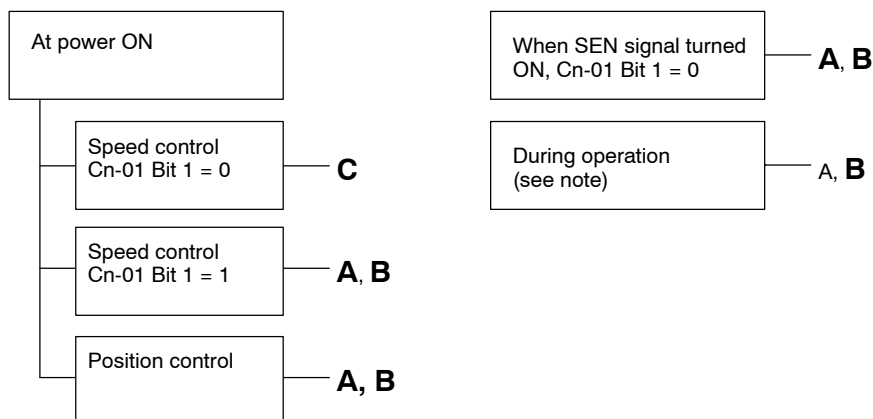 At power ON
Speed control
Cn-01 Bit 1 = 0
C
Speed control
Cn-01 Bit 1 = 1
A, B
Position control
A, B
When SEN signal turned
ON, Cn-01 Bit 1 = 0
A, B
During operation
(see note)
A, B